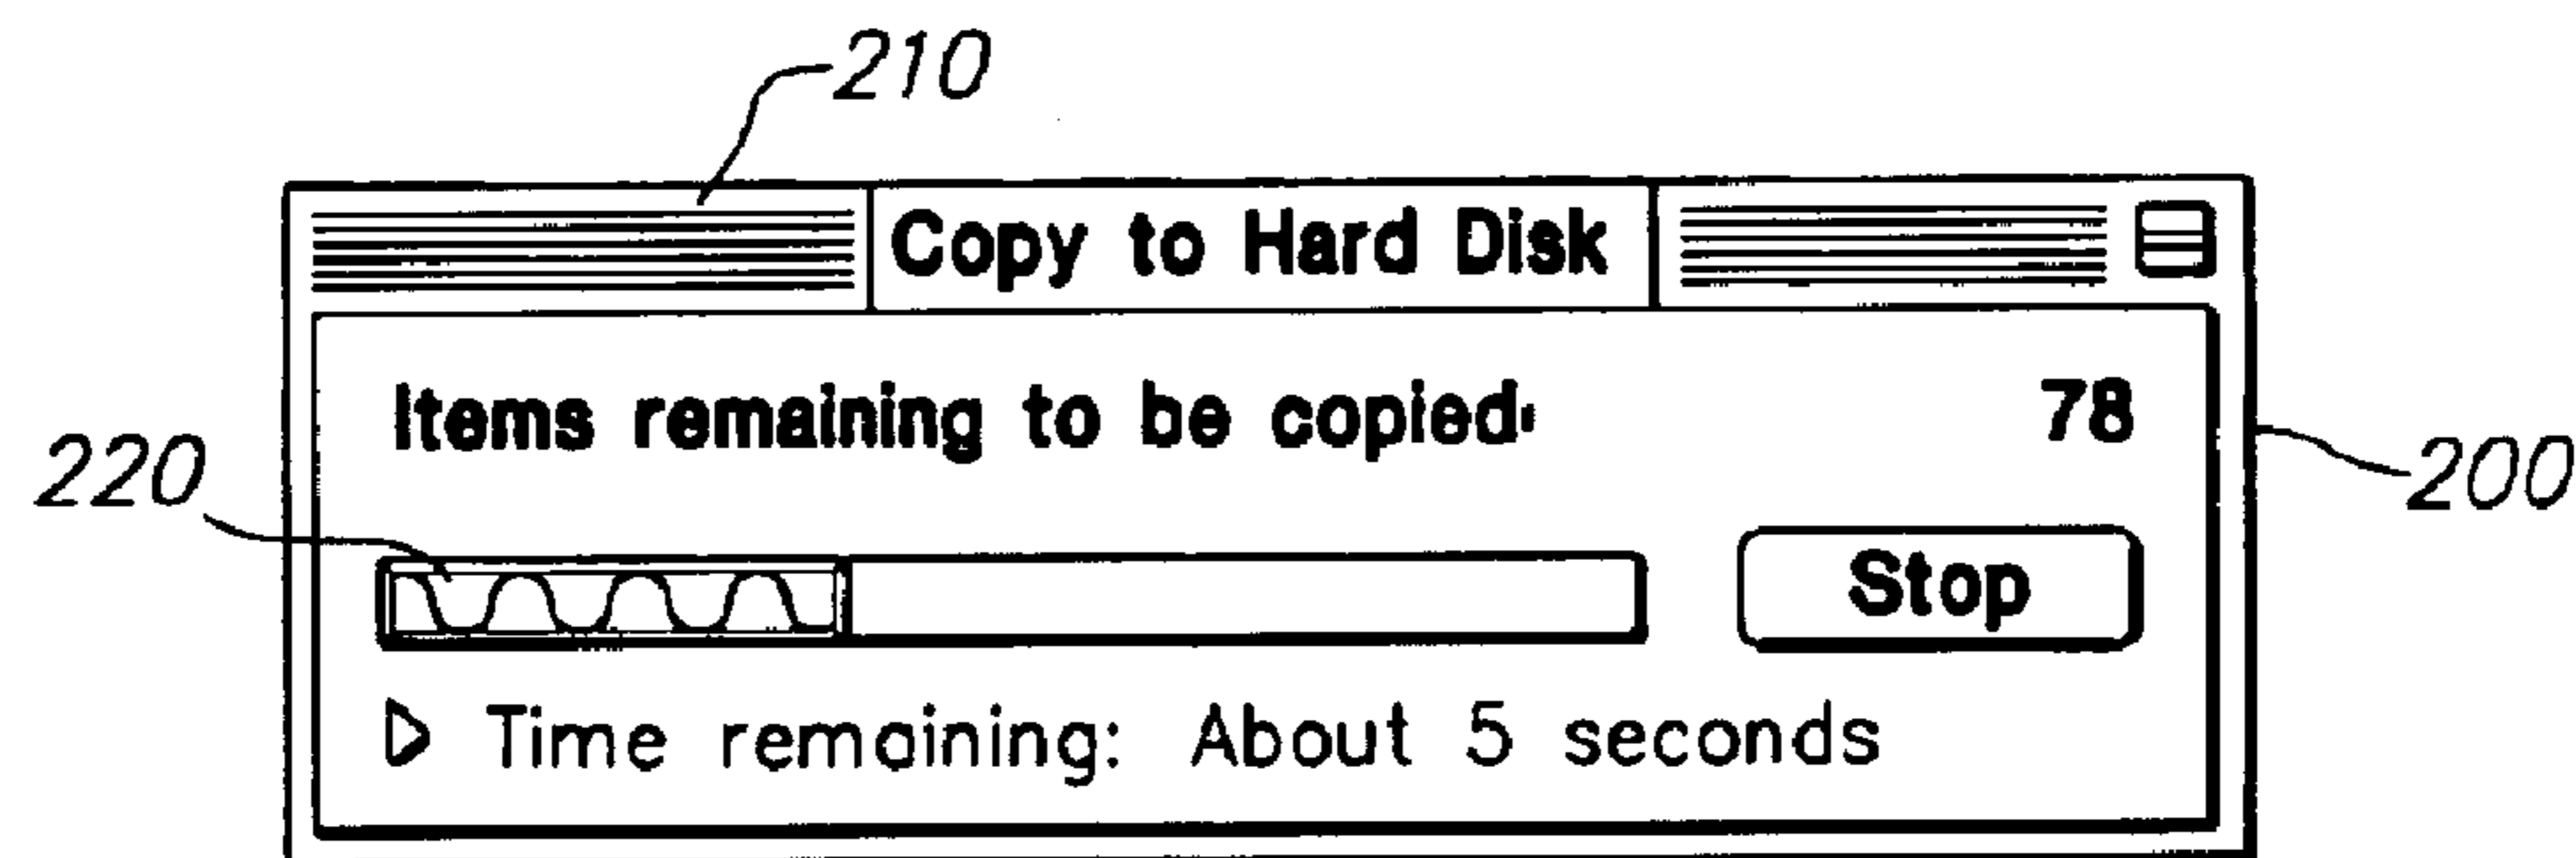 210
Copy to Hard Disk
Items remaining to be copied: 78
220
200
Stop
Time remaining: About 5 seconds